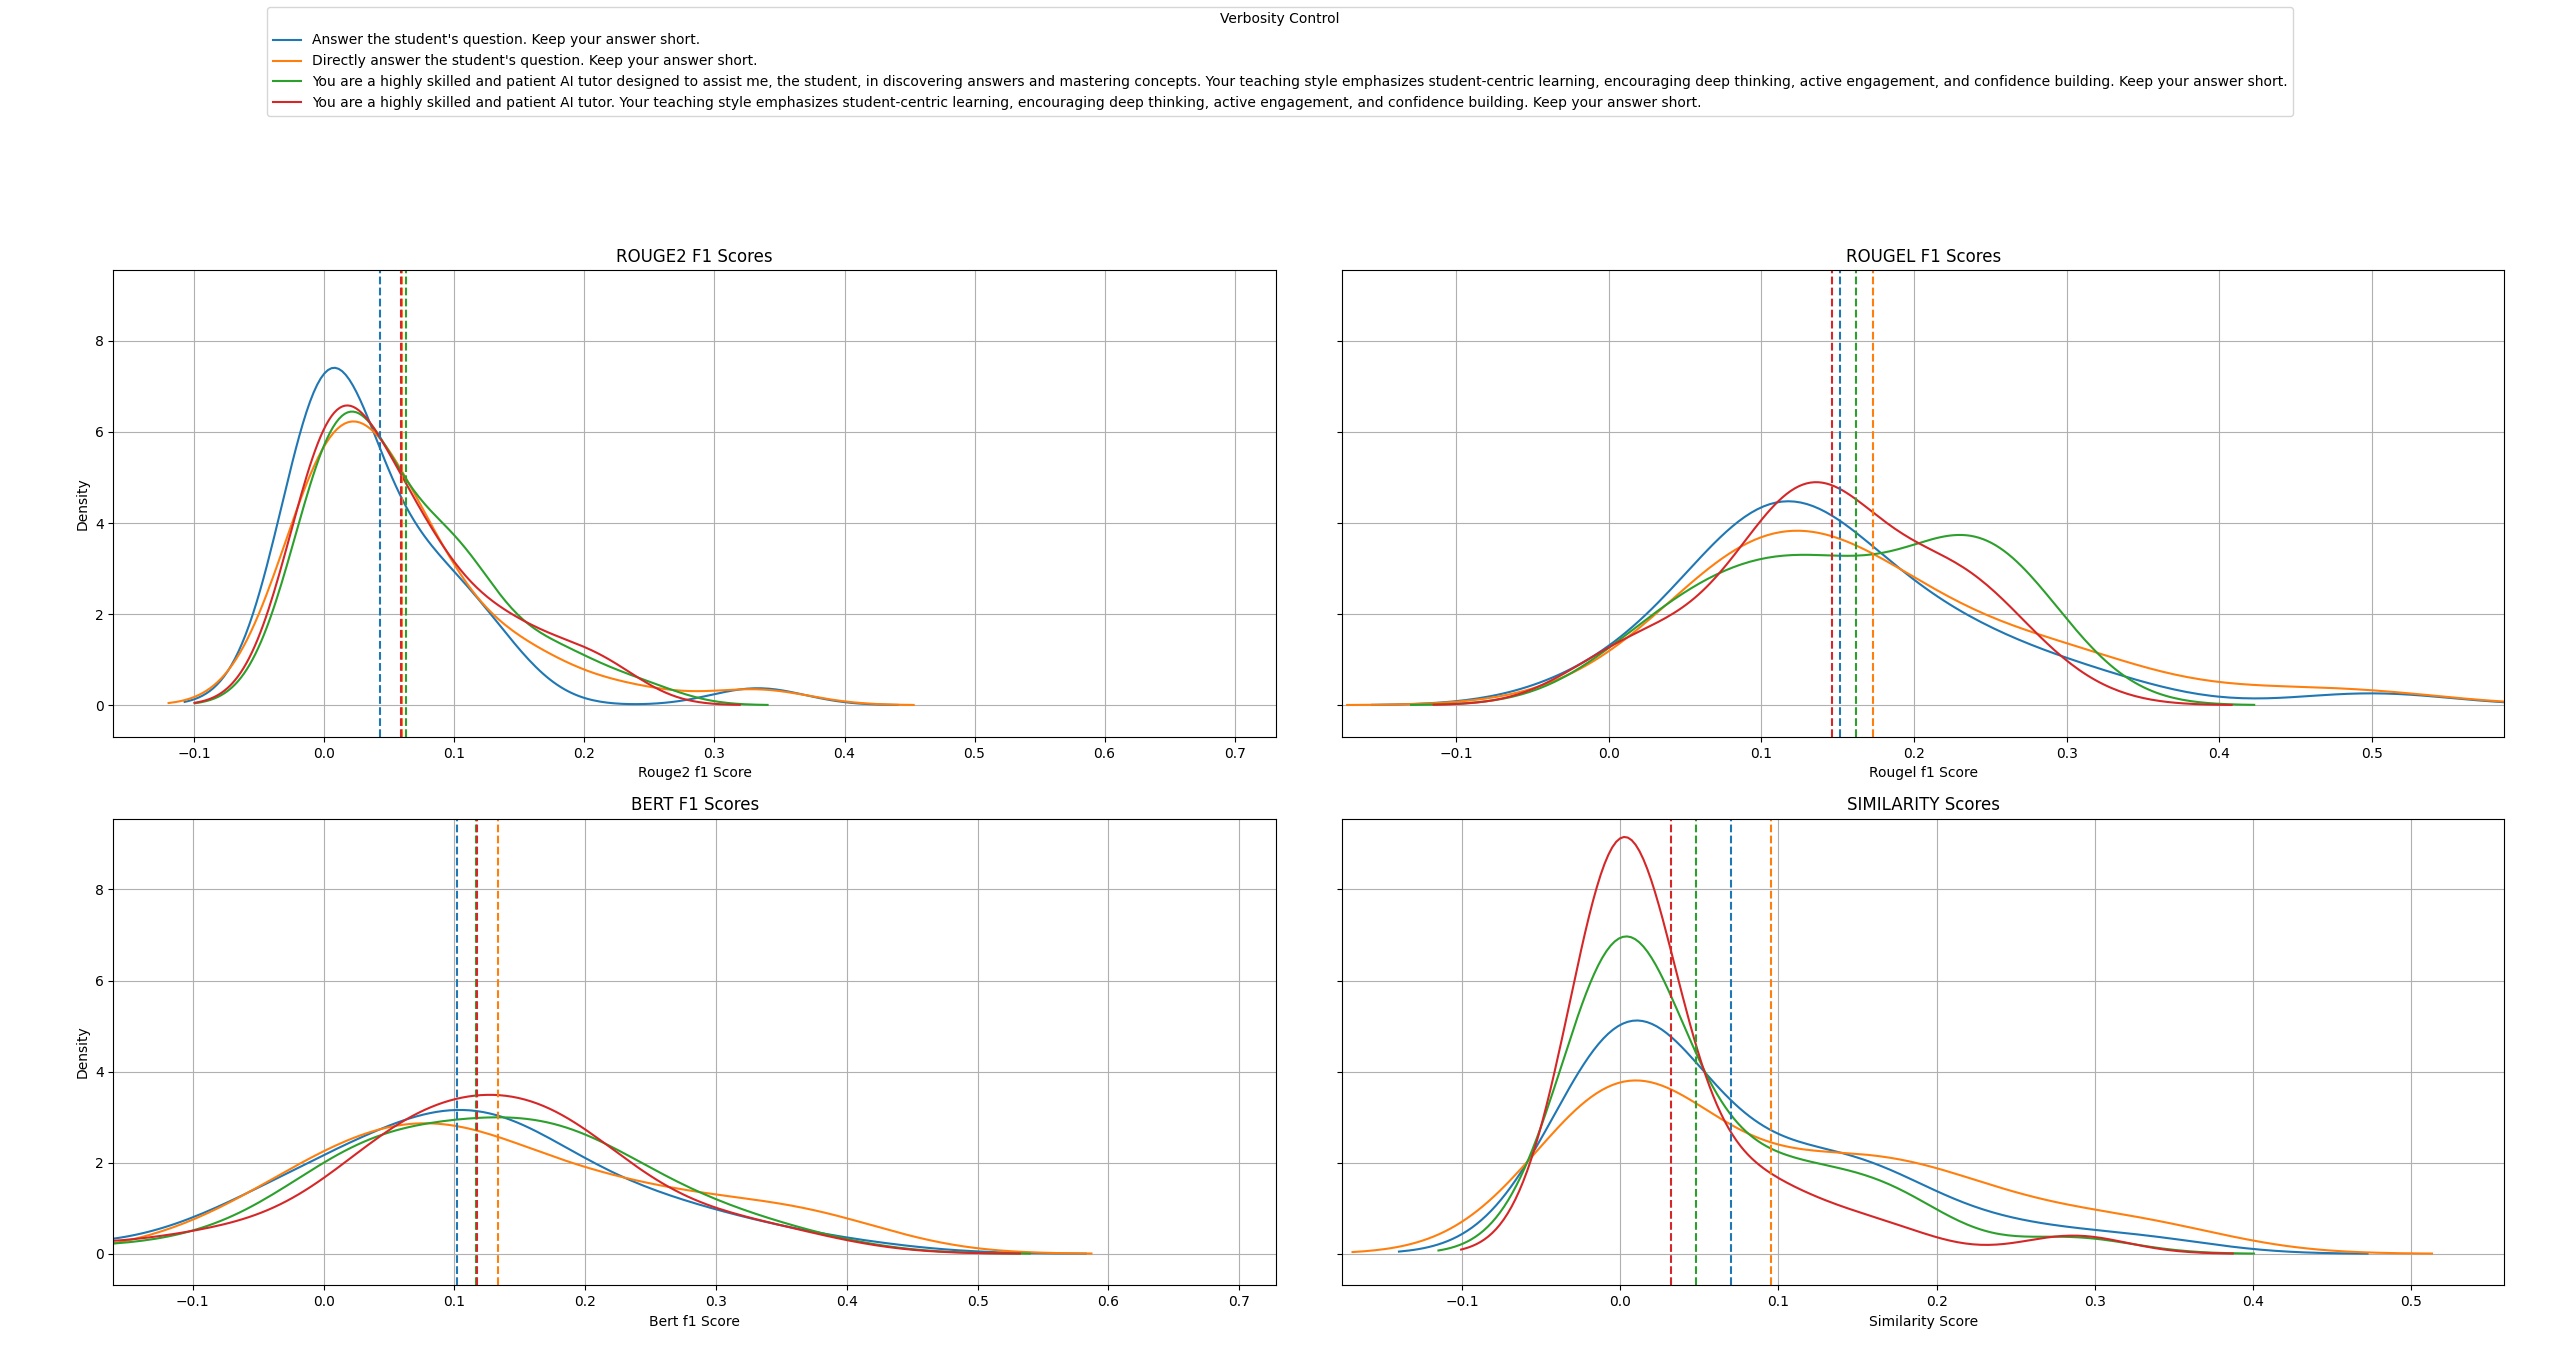 Verbosity Control
Answer the student's question. Keep your answer short.
Directly answer the student's question. Keep your answer short.
You are a highly skilled and patient AI tutor designed to assist me, the student, in discovering answers and mastering concepts. Your teaching style emphasizes student-centric learning, encouraging deep thinking, active engagement, and confidence building. Keep your answer short.
You are a highly skilled and patient AI tutor. Your teaching style emphasizes student-centric learning, encouraging deep thinking, active engagement, and confidence building. Keep your answer short.
ROUGE2 F1 Scores
Density
8
6
4
2
0
−0.1 0.0 0.1 0.2 0.3 0.4 0.5 0.6 0.7
Rouge2 f1 Score
ROUGEL F1 Scores
−0.1 0.0 0.1 0.2 0.3 0.4 0.5
Rougel f1 Score
BERT F1 Scores
Density
8
6
4
2
0
−0.1 0.0 0.1 0.2 0.3 0.4 0.5 0.6 0.7
Bert f1 Score
SIMILARITY Scores
−0.1 0.0 0.1 0.2 0.3 0.4 0.5
Similarity Score